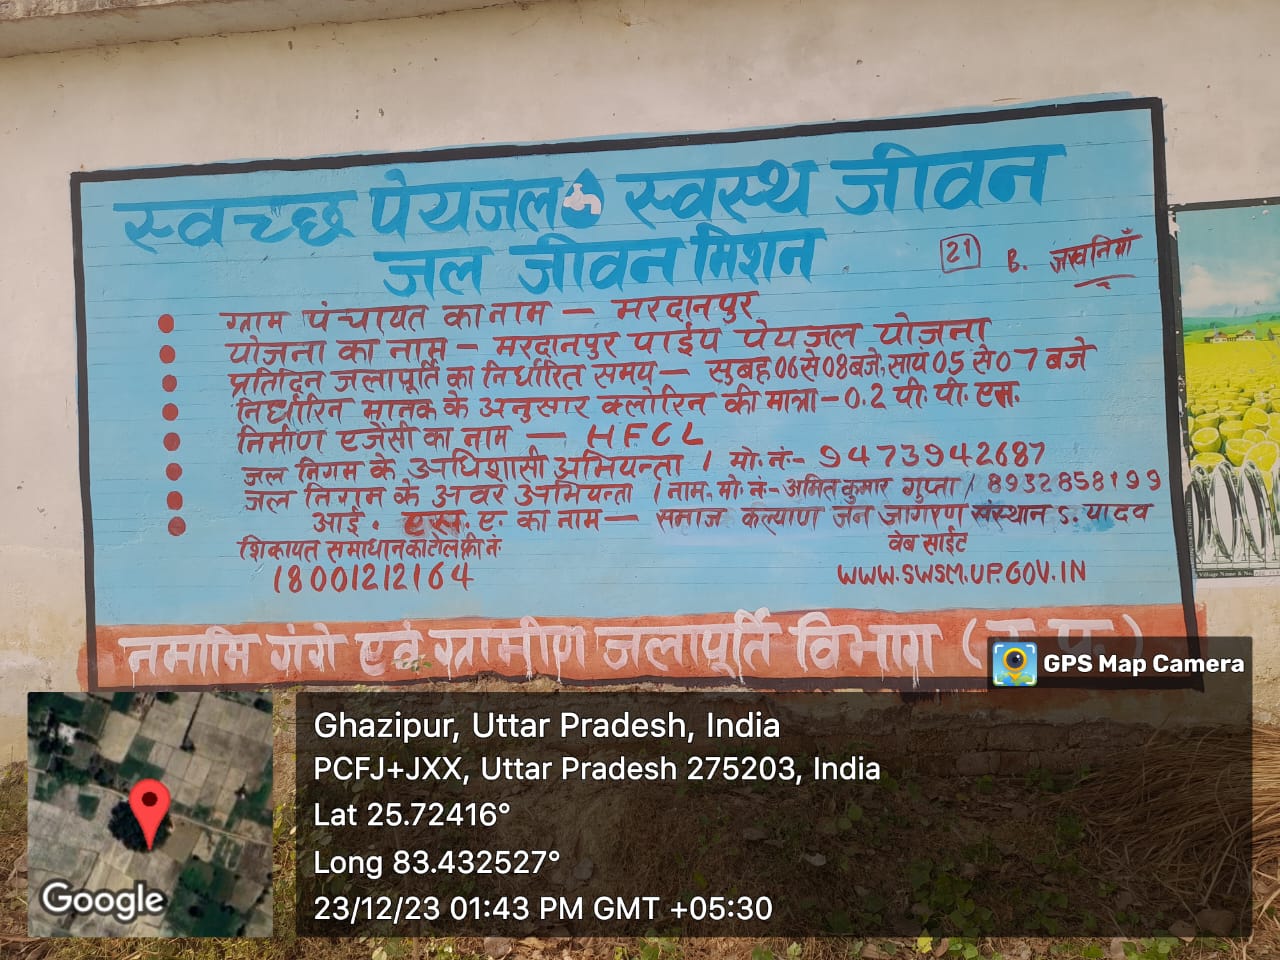 स्वच्छ पेयजल स्वस्थ जीवन
जल जीवन मिशन
21 B. जखनियाँ
ग्राम पंचायत का नाम – मरदानपुर
योजना का नाम – मरदानपुर पाईप पेयजल योजना
प्रतिदिन जलापूर्ति का निर्धारित समय – सुबह 06 से 08 बजे, साय 05 से 07 बजे
निर्धारित मानक के अनुसार क्लोरिन की मात्रा – 0.2 पी. पी. एम.
निर्माण एजेंसी का नाम – HFCL
जल निगम के अधिशासी अभियन्ता / मो. नं- 9473942687
जल निगम के अवर अभियन्ता / नाम, मो. नं- अमित कुमार गुप्ता / 8932858199
आई. एस. ए. का नाम – समाज कल्याण जन जागरण संस्थान S. यादव
शिकायत समाधान का टोल फ्री नं:
18001212164
वेब साईट
WWW.SWSM.UP.GOV.IN
नमामि गंगे एवं ग्रामीण जलापूर्ति विभाग (उ.प्र.)
GPS Map Camera
Ghazipur, Uttar Pradesh, India
PCFJ+JXX, Uttar Pradesh 275203, India
Lat 25.72416°
Long 83.432527°
23/12/23 01:43 PM GMT +05:30
Google